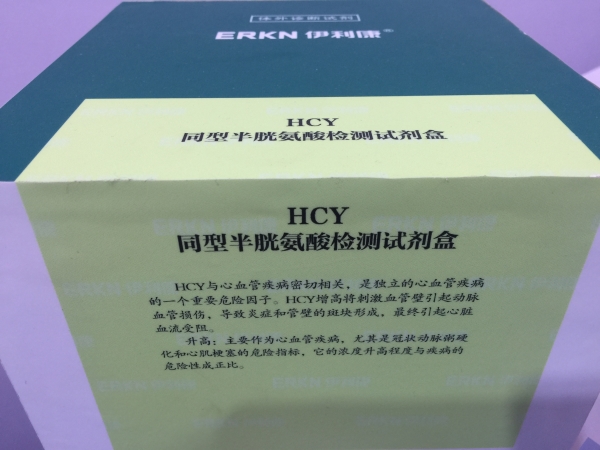 体外诊断试剂
ERKN 伊利康®
HCY
同型半胱氨酸检测试剂盒
HCY
同型半胱氨酸检测试剂盒
HCY与心血管疾病密切相关，是独立的心血管疾病
的一个重要危险因子。HCY增高将刺激血管壁引起动脉
血管损伤，导致炎症和管壁的斑块形成，最终引起心脏
血流受阻。
升高：主要作为心血管疾病，尤其是冠状动脉粥硬
化和心肌梗塞的危险指标，它的浓度升高程度与疾病的
危险性成正比。